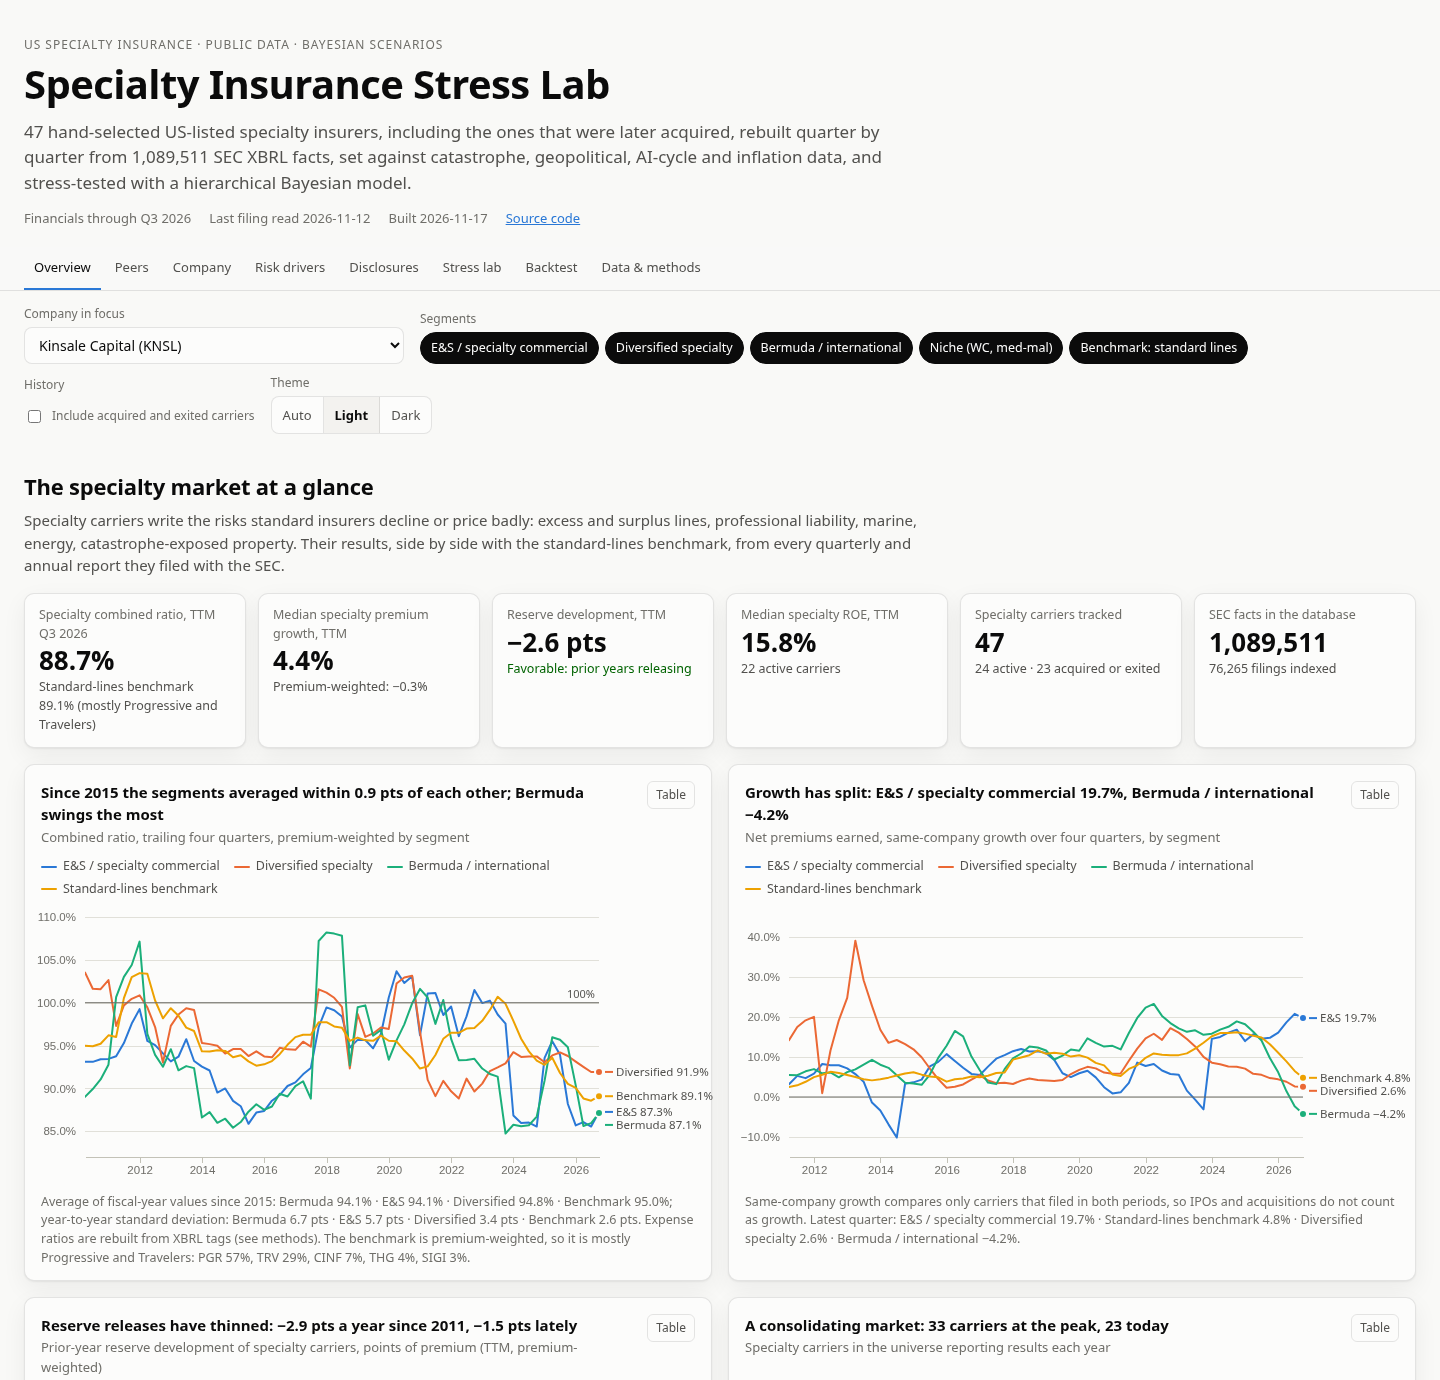 US SPECIALTY INSURANCE · PUBLIC DATA · BAYESIAN SCENARIOS
Specialty Insurance Stress Lab
47 hand-selected US-listed specialty insurers, including the ones that were later acquired, rebuilt quarter by
quarter from 1,089,511 SEC XBRL facts, set against catastrophe, geopolitical, AI-cycle and inflation data, and
stress-tested with a hierarchical Bayesian model.
Financials through Q3 2026 Last filing read 2026-11-12 Built 2026-11-17 Source code
Overview Peers Company Risk drivers Disclosures Stress lab Backtest Data & methods
Company in focus
Kinsale Capital (KNSL)
Segments
E&S / specialty commercial Diversified specialty Bermuda / international Niche (WC, med-mal) Benchmark: standard lines
History
Include acquired and exited carriers
Theme
Auto Light Dark
The specialty market at a glance
Specialty carriers write the risks standard insurers decline or price badly: excess and surplus lines, professional liability, marine,
energy, catastrophe-exposed property. Their results, side by side with the standard-lines benchmark, from every quarterly and
annual report they filed with the SEC.
Specialty combined ratio, TTM
Q3 2026
88.7%
Standard-lines benchmark
89.1% (mostly Progressive and
Travelers)
Median specialty premium
growth, TTM
4.4%
Premium-weighted: −0.3%
Reserve development, TTM
−2.6 pts
Favorable: prior years releasing
Median specialty ROE, TTM
15.8%
22 active carriers
Specialty carriers tracked
47
24 active · 23 acquired or exited
SEC facts in the database
1,089,511
76,265 filings indexed
Since 2015 the segments averaged within 0.9 pts of each other; Bermuda
swings the most
Table
Combined ratio, trailing four quarters, premium-weighted by segment
E&S / specialty commercial Diversified specialty Bermuda / international
Standard-lines benchmark
110.0%
105.0%
100.0%
95.0%
90.0%
85.0%
100%
Diversified 91.9%
Benchmark 89.1%
E&S 87.3%
Bermuda 87.1%
2012 2014 2016 2018 2020 2022 2024 2026
Average of fiscal-year values since 2015: Bermuda 94.1% · E&S 94.1% · Diversified 94.8% · Benchmark 95.0%;
year-to-year standard deviation: Bermuda 6.7 pts · E&S 5.7 pts · Diversified 3.4 pts · Benchmark 2.6 pts. Expense
ratios are rebuilt from XBRL tags (see methods). The benchmark is premium-weighted, so it is mostly
Progressive and Travelers: PGR 57%, TRV 29%, CINF 7%, THG 4%, SIGI 3%.
Growth has split: E&S / specialty commercial 19.7%, Bermuda / international
−4.2%
Table
Net premiums earned, same-company growth over four quarters, by segment
E&S / specialty commercial Diversified specialty Bermuda / international
Standard-lines benchmark
40.0%
30.0%
20.0%
10.0%
0.0%
−10.0%
E&S 19.7%
Benchmark 4.8%
Diversified 2.6%
Bermuda −4.2%
2012 2014 2016 2018 2020 2022 2024 2026
Same-company growth compares only carriers that filed in both periods, so IPOs and acquisitions do not count
as growth. Latest quarter: E&S / specialty commercial 19.7% · Standard-lines benchmark 4.8% · Diversified
specialty 2.6% · Bermuda / international −4.2%.
Reserve releases have thinned: −2.9 pts a year since 2011, −1.5 pts lately
Table
Prior-year reserve development of specialty carriers, points of premium (TTM, premium-
weighted)
A consolidating market: 33 carriers at the peak, 23 today
Table
Specialty carriers in the universe reporting results each year